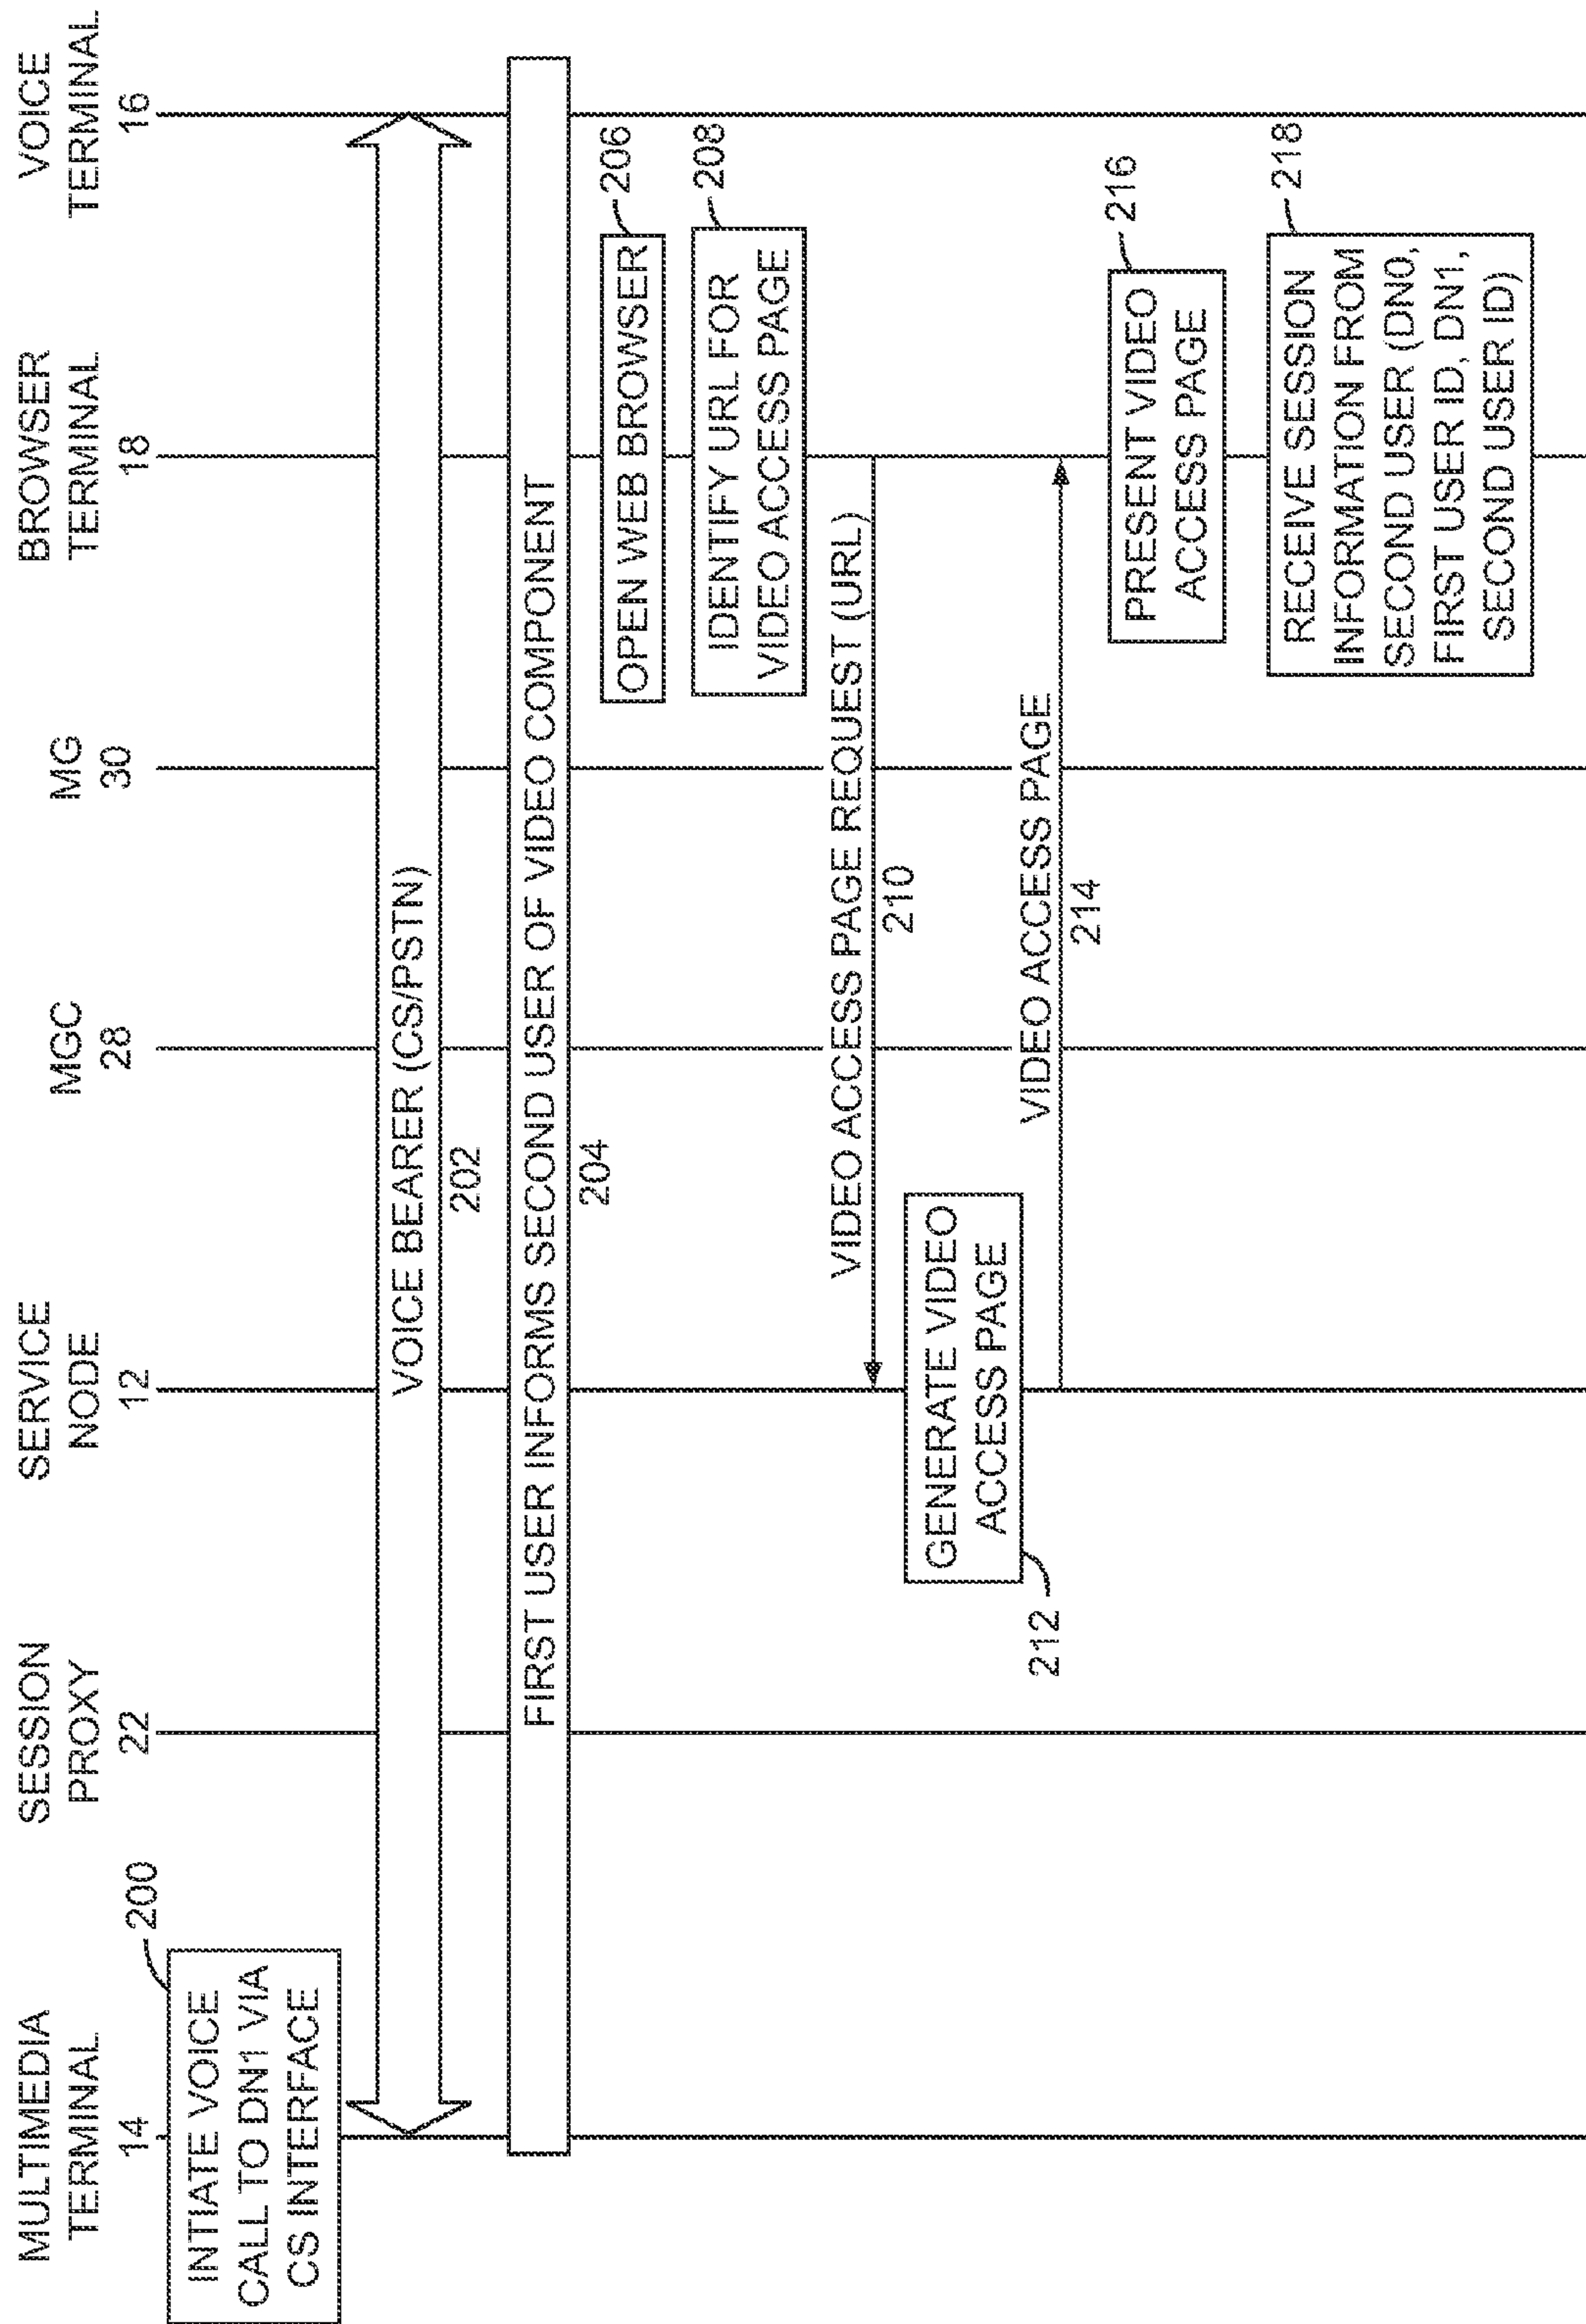 MULTIMEDIA
TERMINAL
14
SESSION
PROXY
22
SERVICE
NODE
12
MGC
28
MG
30
BROWSER
TERMINAL
18
VOICE
TERMINAL
16
200
INTIATE VOICE
CALL TO DN1 VIA
CS INTERFACE
VOICE BEARER (CS/PSTN)
202
FIRST USER INFORMS SECOND USER OF VIDEO COMPONENT
204
OPEN WEB BROWSER
206
IDENTIFY URL FOR
VIDEO ACCESS PAGE
208
VIDEO ACCESS PAGE REQUEST (URL)
210
GENERATE VIDEO
ACCESS PAGE
212
VIDEO ACCESS PAGE
214
PRESENT VIDEO
ACCESS PAGE
216
RECEIVE SESSION
INFORMATION FROM
SECOND USER (DN0,
FIRST USER ID, DN1,
SECOND USER ID)
218